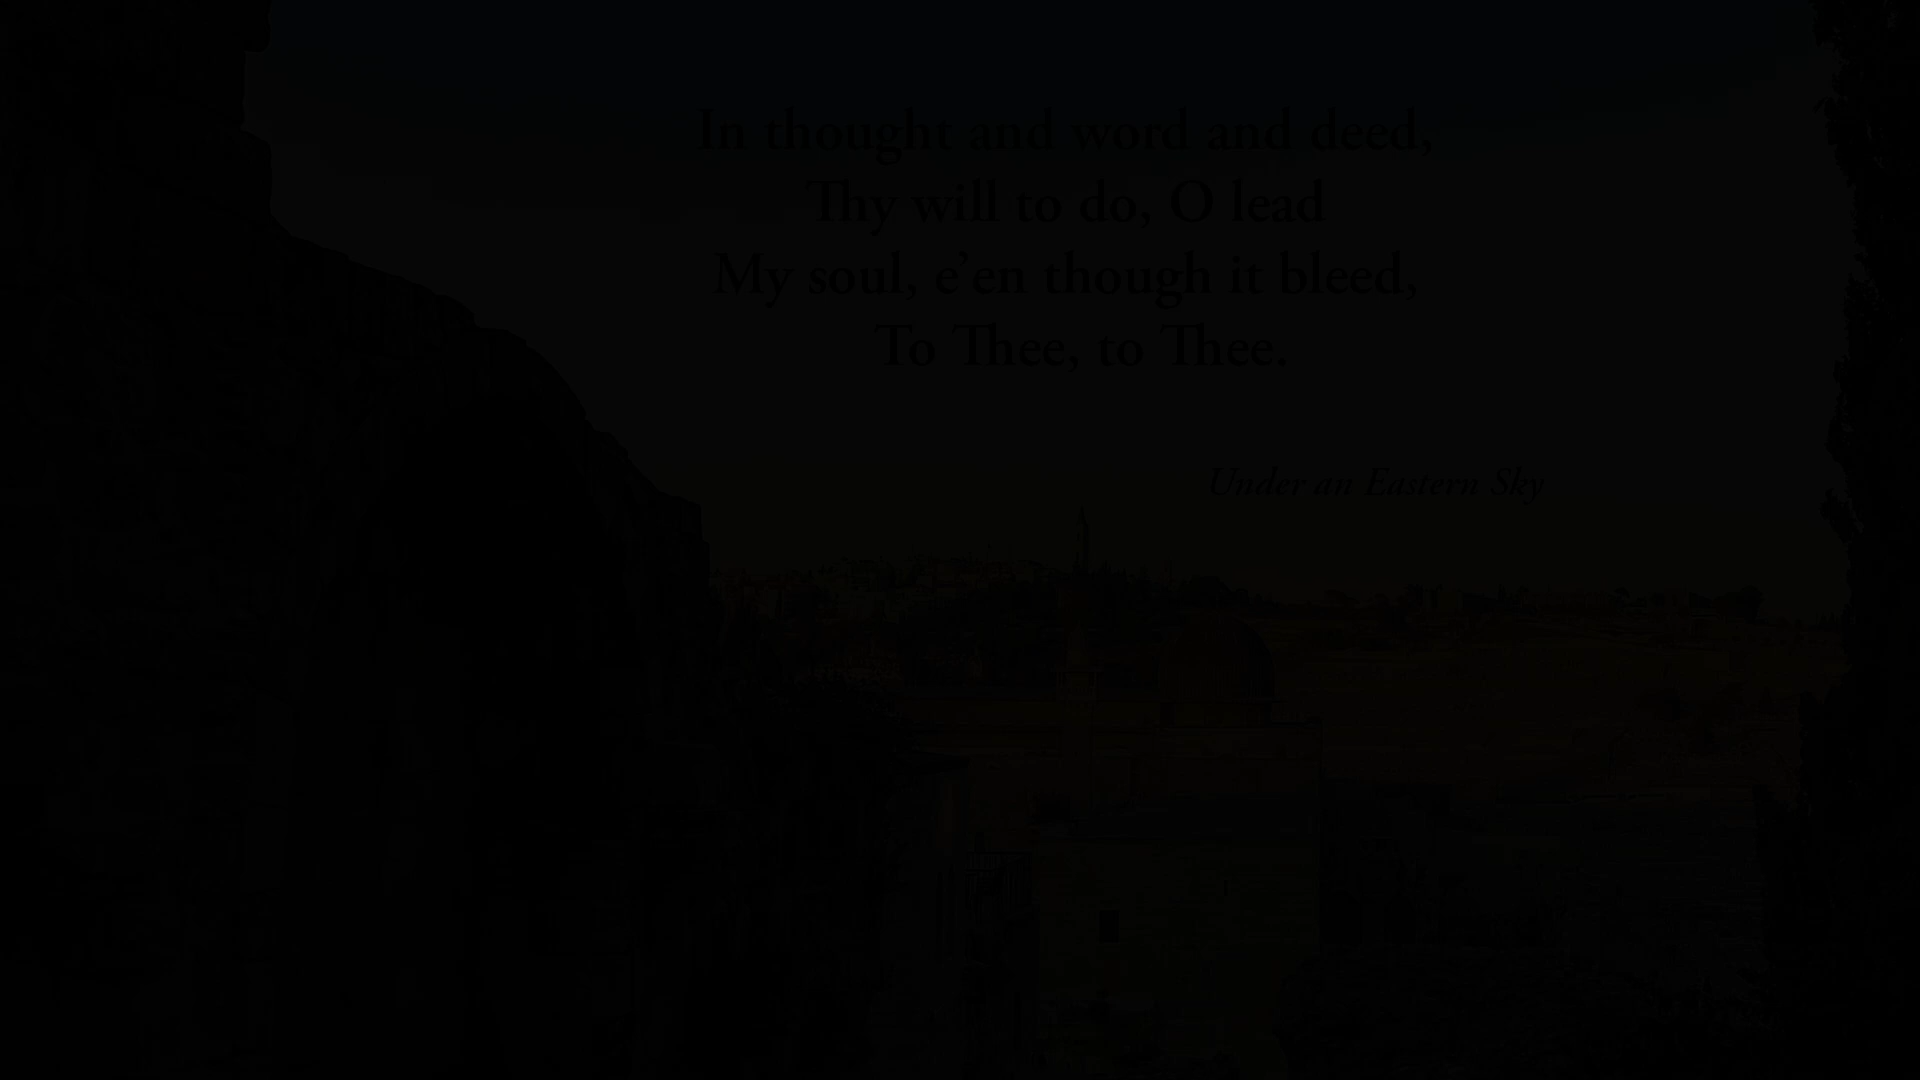 In thought and word and deed,
Thy will to do, O lead
My soul, e’en though it bleed,
To Thee, to Thee.
Under an Eastern Sky